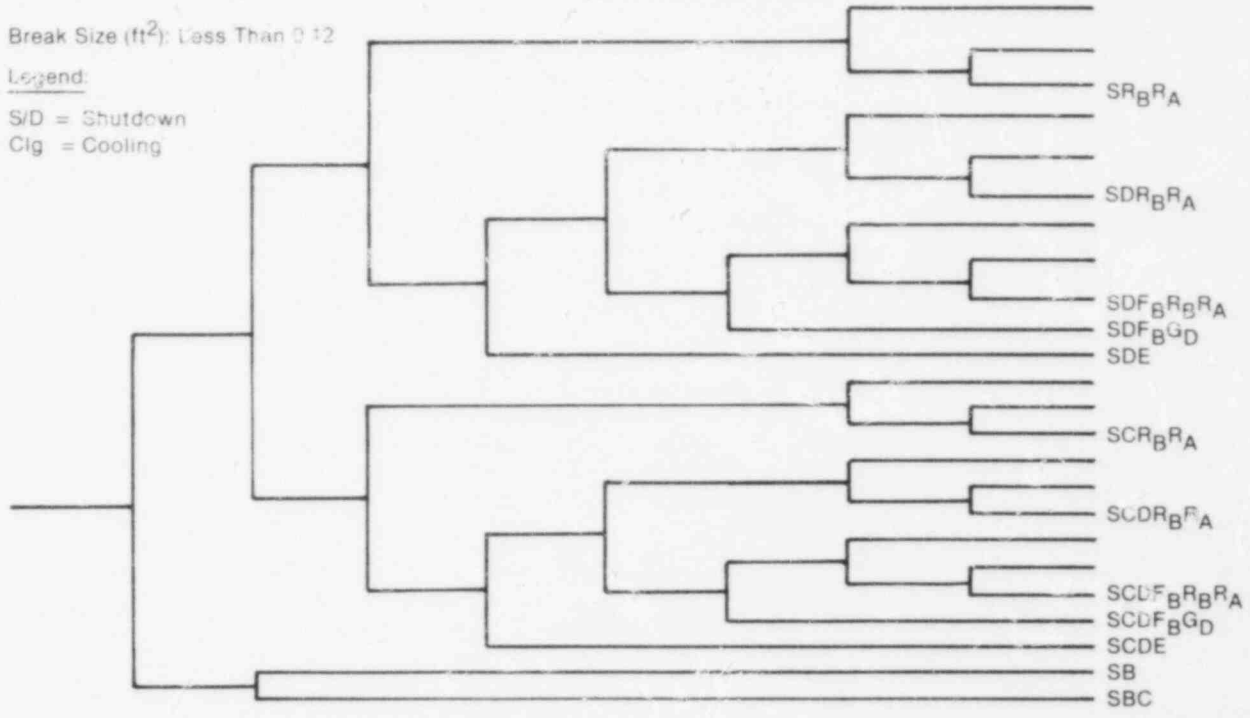 Break Size (ft²): Less Than 0.12
Legend:
S/D = Shutdown
Clg = Cooling
SR_BR_A
SDR_BR_A
SDF_BR_BR_A
SDF_BG_D
SDE
SCR_BR_A
SCDR_BR_A
SCDF_BR_BR_A
SCDF_BG_D
SCDE
SB
SBC